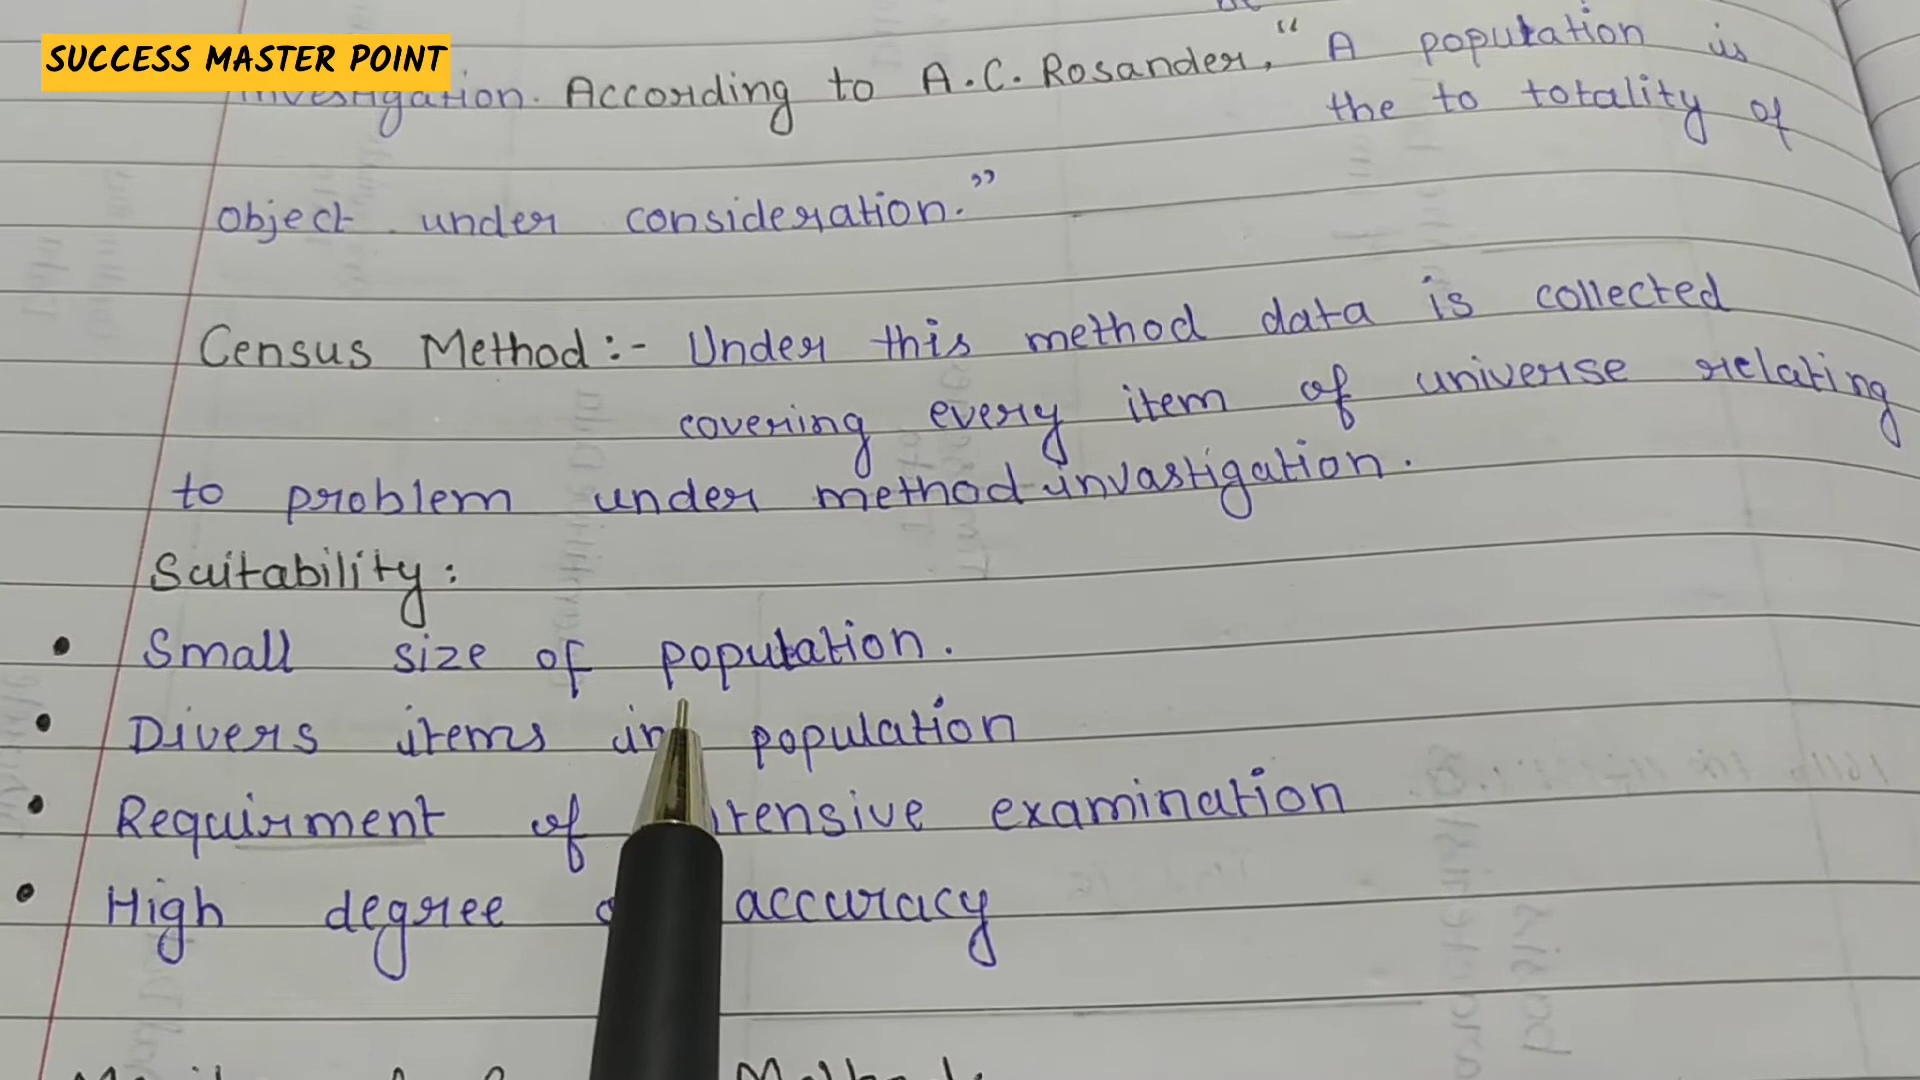 SUCCESS MASTER POINT
investigation. According to A.C. Rosander, “ A population is
the to totality of
object under consideration.”
Census Method:- Under this method data is collected
covering every item of universe relating
to problem under method invastigation.
Suitability:
• Small size of population.
• Divers items in population
• Requirment of examination
• High degree accuracy